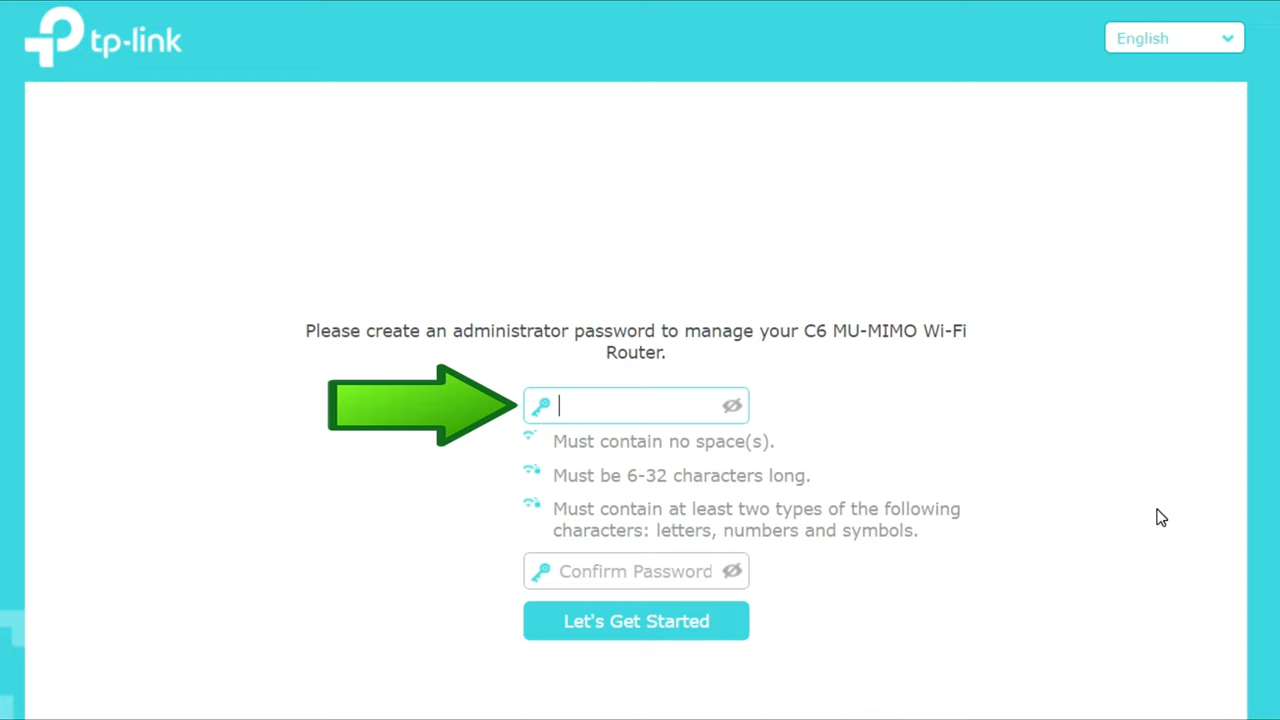 tp-link
English
Please create an administrator password to manage your C6 MU-MIMO Wi-Fi
Router.
Must contain no space(s).
Must be 6-32 characters long.
Must contain at least two types of the following
characters: letters, numbers and symbols.
Confirm Password
Let's Get Started